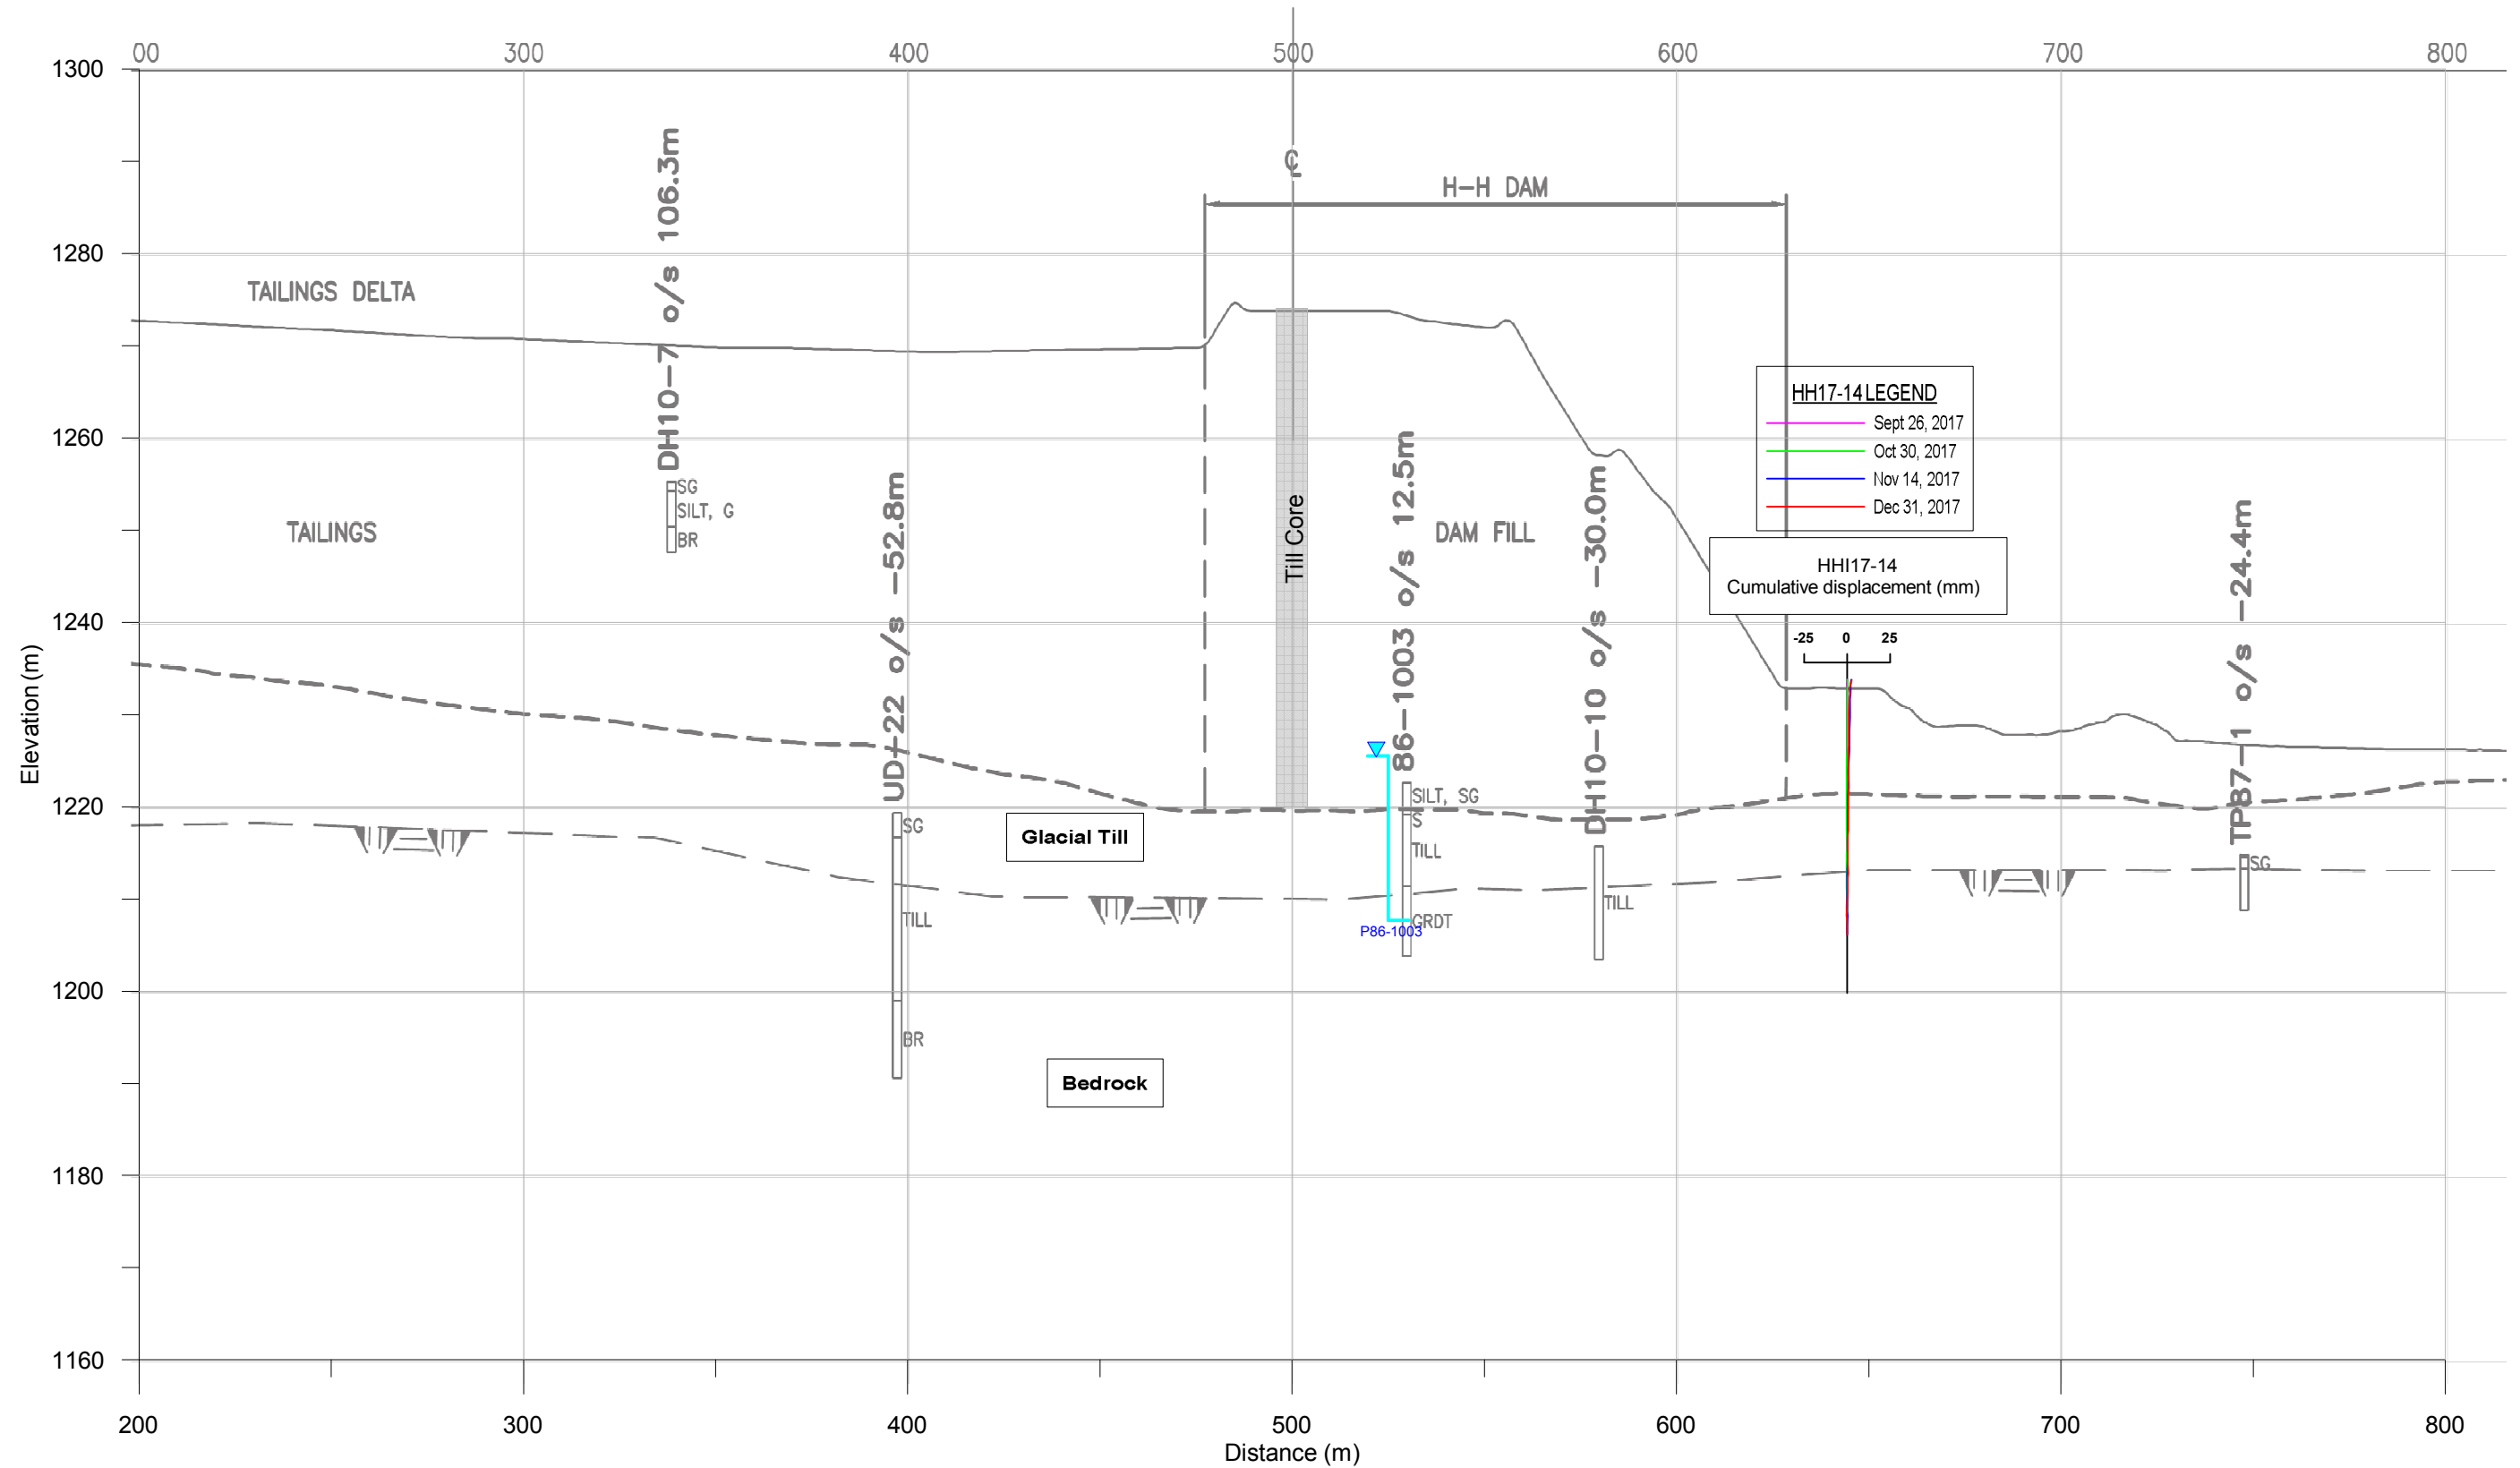 00 300 400 500 600 700 800
1300
1280
1260
1240
1220
1200
1180
1160
Elevation (m)
TAILINGS DELTA
TAILINGS
DH10-7 o/s 106.3m
SG
SILT, G
BR
UD-22 o/s -52.8m
SG
TILL
BR
℄
H-H DAM
Till Core
Glacial Till
Bedrock
86-1003 o/s 12.5m
SILT, SG
S
TILL
GRDT
P86-1003
DAM FILL
DH10-10 o/s -30.0m
TILL
HH17-14 LEGEND
Sept 26, 2017
Oct 30, 2017
Nov 14, 2017
Dec 31, 2017
HHI17-14
Cumulative displacement (mm)
-25 0 25
TPB7-1 o/s -24.4m
SG
200 300 400 500 600 700 800
Distance (m)